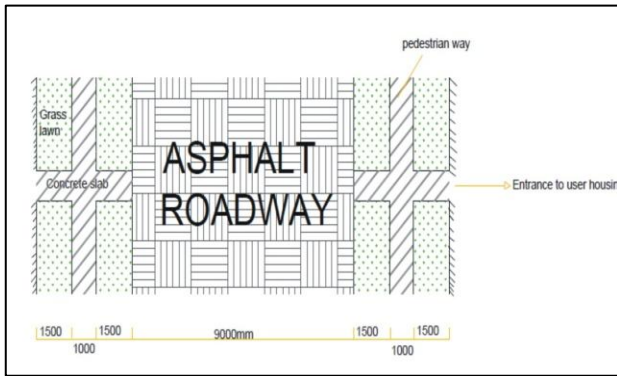 pedestrian way
Grass
lawn
ASPHALT
Concrete slab
Entrance to user housing
ROADWAY
1500 1500 9000mm 1500 1500
1000 1000